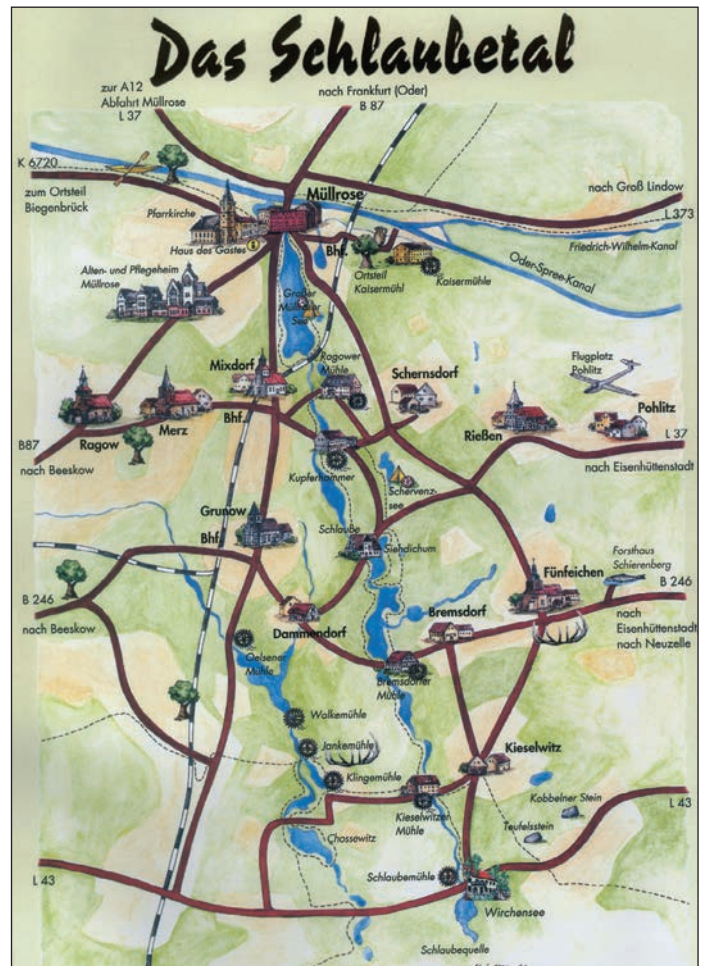 Das Schlaubetal
zur A12
Abfahrt Müllrose
L 37
nach Frankfurt (Oder)
B 87
K 6720
zum Ortsteil
Biegenbrück
Müllrose
nach Groß Lindow
L 373
Pfarrkirche
Haus des Gastes
i
Bhf.
Ortsteil
Kaisermühl
Kaisermühle
Friedrich-Wilhelm-Kanal
Oder-Spree-Kanal
Alten- und Pflegeheim
Müllrose
Großer
Müllroser
See
Mixdorf
Ragower
Mühle
Schernsdorf
Flugplatz
Pohlitz
Pohlitz
Rießen
L 37
nach Eisenhüttenstadt
B87
nach Beeskow
Ragow
Merz
Bhf.
Kupferhammer
Schervenz-
see
Grunow
Bhf.
Schlaube
Siehdichum
Forsthaus
Schierenberg
Fünfeichen
B 246
nach
Eisenhüttenstadt
nach Neuzelle
B 246
nach Beeskow
Dammendorf
Bremsdorf
Oelsener
Mühle
Bremsdorfer
Mühle
Walkemühle
Jankemühle
Klingemühle
Kieselwitz
Kieselwitzer
Mühle
Kobbelner Stein
Teufelsstein
L 43
Chossewitz
L 43
Schlaubemühle
Wirchensee
Schlaubequelle